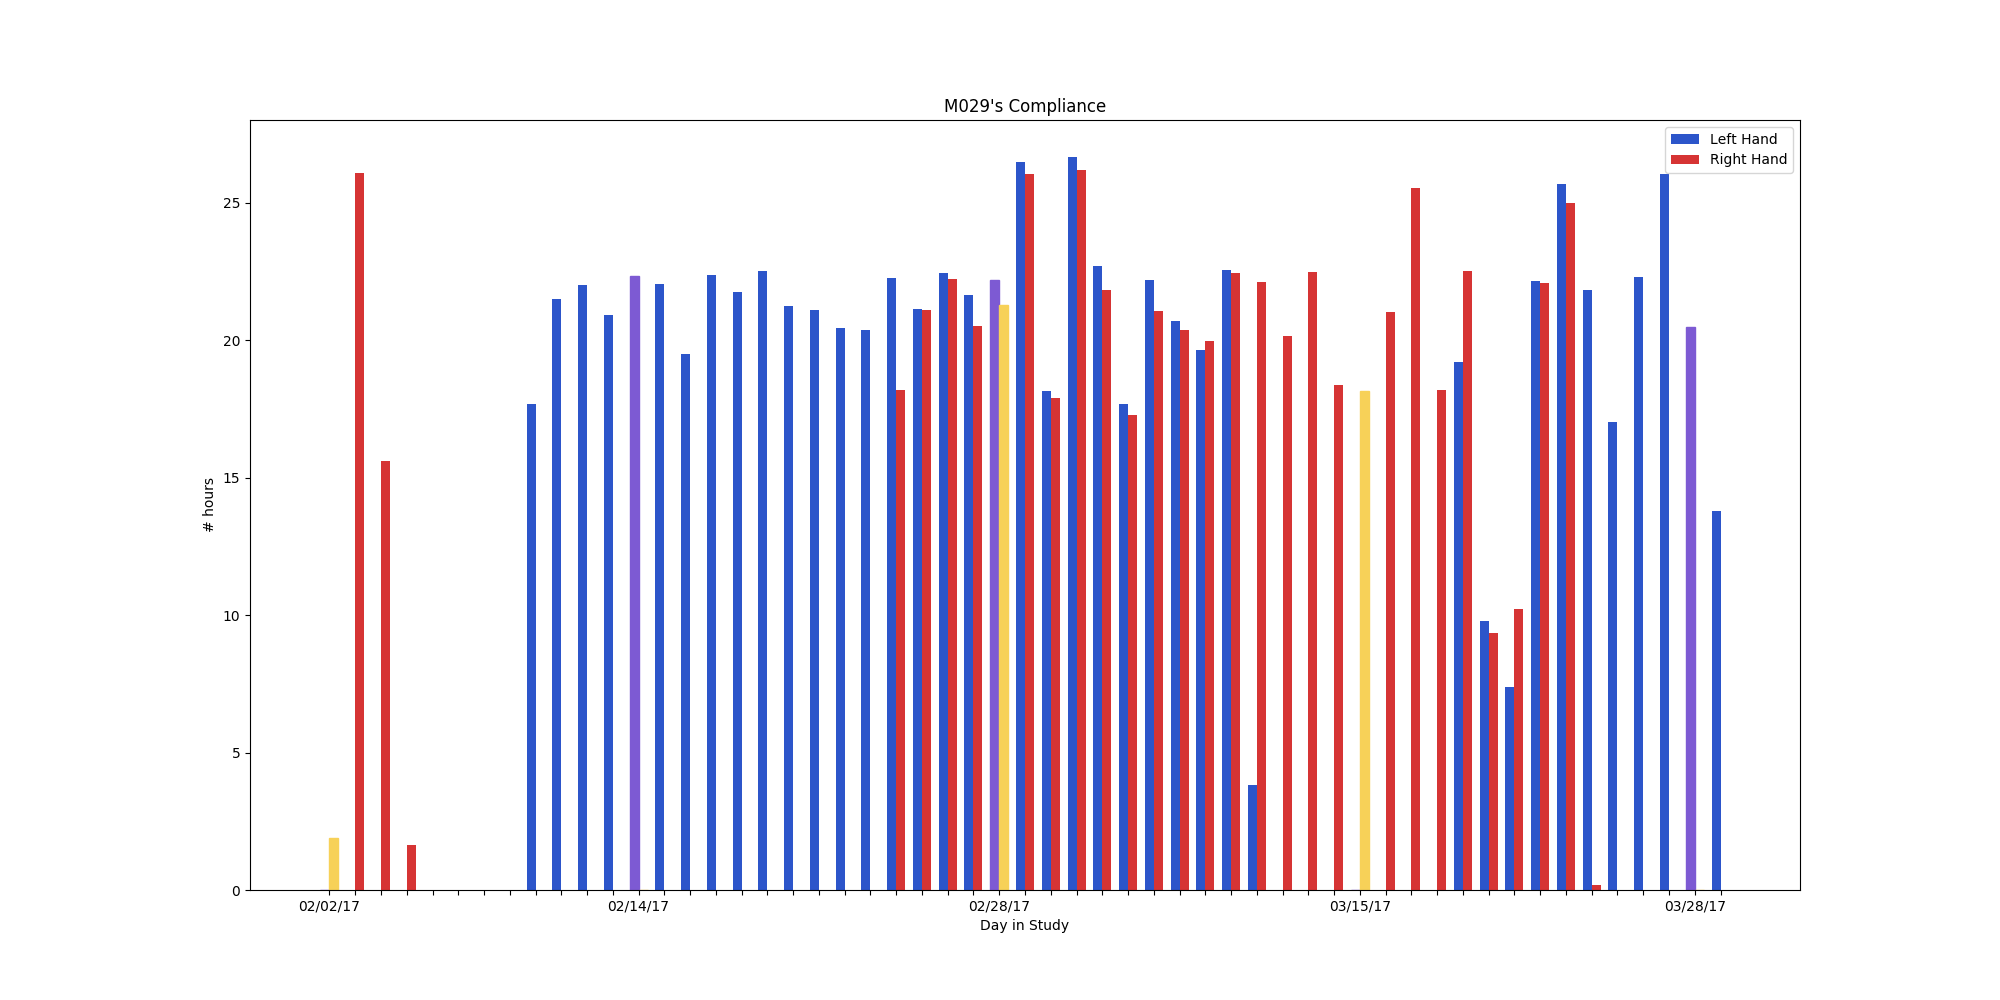 M029's Compliance
Left Hand
Right Hand
# hours
25
20
15
10
5
0
02/02/17 02/14/17 02/28/17 03/15/17 03/28/17
Day in Study